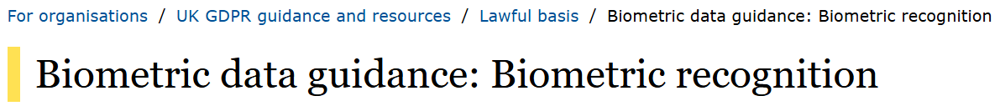 For organisations / UK GDPR guidance and resources / Lawful basis / Biometric data guidance: Biometric recognition
Biometric data guidance: Biometric recognition